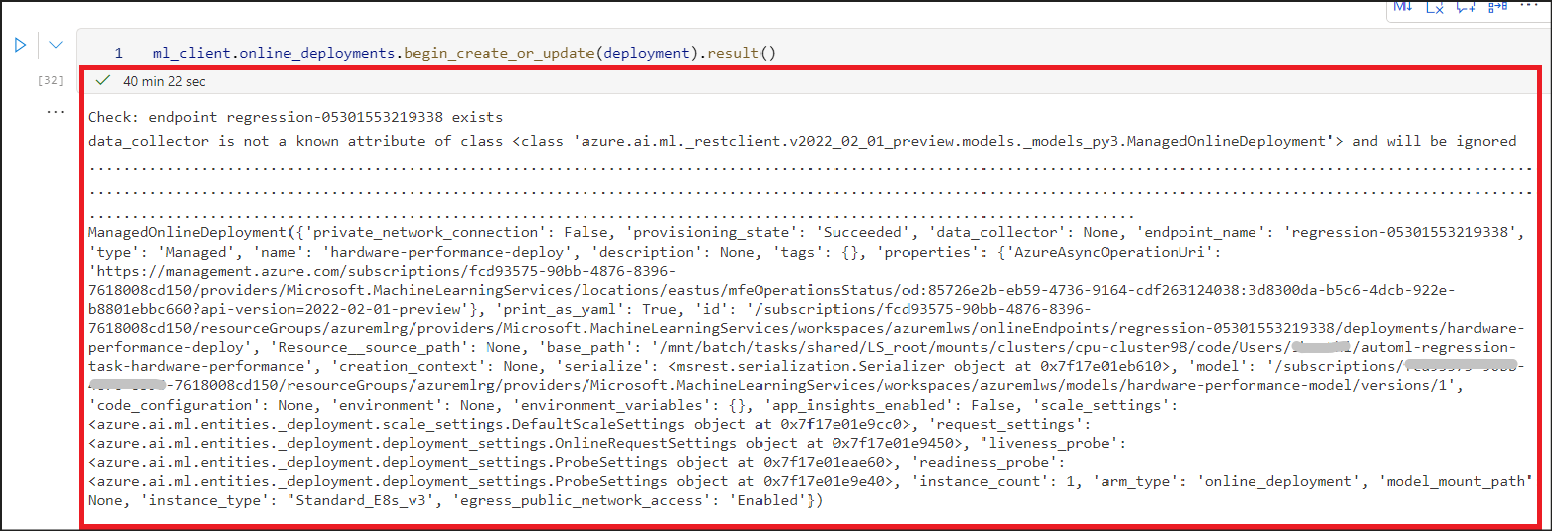 1 ml_client.online_deployments.begin_create_or_update(deployment).result()
[32]
40 min 22 sec
...
Check: endpoint regression-05301553219338 exists
data_collector is not a known attribute of class <class 'azure.ai.ml._restclient.v2022_02_01_preview.models._models_py3.ManagedOnlineDeployment'> and will be ignored
ManagedOnlineDeployment({'private_network_connection': False, 'provisioning_state': 'Succeeded', 'data_collector': None, 'endpoint_name': 'regression-05301553219338',
'type': 'Managed', 'name': 'hardware-performance-deploy', 'description': None, 'tags': {}, 'properties': {'AzureAsyncOperationUri':
'https://management.azure.com/subscriptions/fcd93575-90bb-4876-8396-
7618008cd150/providers/Microsoft.MachineLearningServices/locations/eastus/mfeOperationsStatus/od:85726e2b-eb59-4736-9164-cdf263124038:3d8300da-b5c6-4dcb-922e-
b8801ebbc660?api-version=2022-02-01-preview'}, 'print_as_yaml': True, 'id': '/subscriptions/fcd93575-90bb-4876-8396-
7618008cd150/resourceGroups/azuremlrg/providers/Microsoft.MachineLearningServices/workspaces/azuremlws/onlineEndpoints/regression-05301553219338/deployments/hardware-
performance-deploy', 'Resource__source_path': None, 'base_path': '/mnt/batch/tasks/shared/LS_root/mounts/clusters/cpu-cluster98/code/Users/ /automl-regression-
task-hardware-performance', 'creation_context': None, 'serialize': <msrest.serialization.Serializer object at 0x7f17e01eb610>, 'model': '/subscriptions/
-7618008cd150/resourceGroups/azuremlrg/providers/Microsoft.MachineLearningServices/workspaces/azuremlws/models/hardware-performance-model/versions/1',
'code_configuration': None, 'environment': None, 'environment_variables': {}, 'app_insights_enabled': False, 'scale_settings':
<azure.ai.ml.entities._deployment.scale_settings.DefaultScaleSettings object at 0x7f17e01e9cc0>, 'request_settings':
<azure.ai.ml.entities._deployment.deployment_settings.OnlineRequestSettings object at 0x7f17e01e9450>, 'liveness_probe':
<azure.ai.ml.entities._deployment.deployment_settings.ProbeSettings object at 0x7f17e01eae60>, 'readiness_probe':
<azure.ai.ml.entities._deployment.deployment_settings.ProbeSettings object at 0x7f17e01e9e40>, 'instance_count': 1, 'arm_type': 'online_deployment', 'model_mount_path'
None, 'instance_type': 'Standard_E8s_v3', 'egress_public_network_access': 'Enabled'})